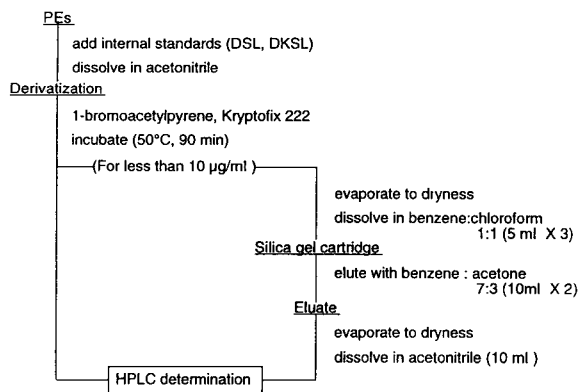 PEs
add internal standards (DSL, DKSL)
dissolve in acetonitrile
Derivatization
1-bromoacetylpyrene, Kryptofix 222
incubate (50°C, 90 min)
(For less than 10 µg/ml )
evaporate to dryness
dissolve in benzene:chloroform
1:1 (5 ml X 3)
Silica gel cartridge
elute with benzene : acetone
7:3 (10ml X 2)
Eluate
evaporate to dryness
dissolve in acetonitrile (10 ml )
HPLC determination